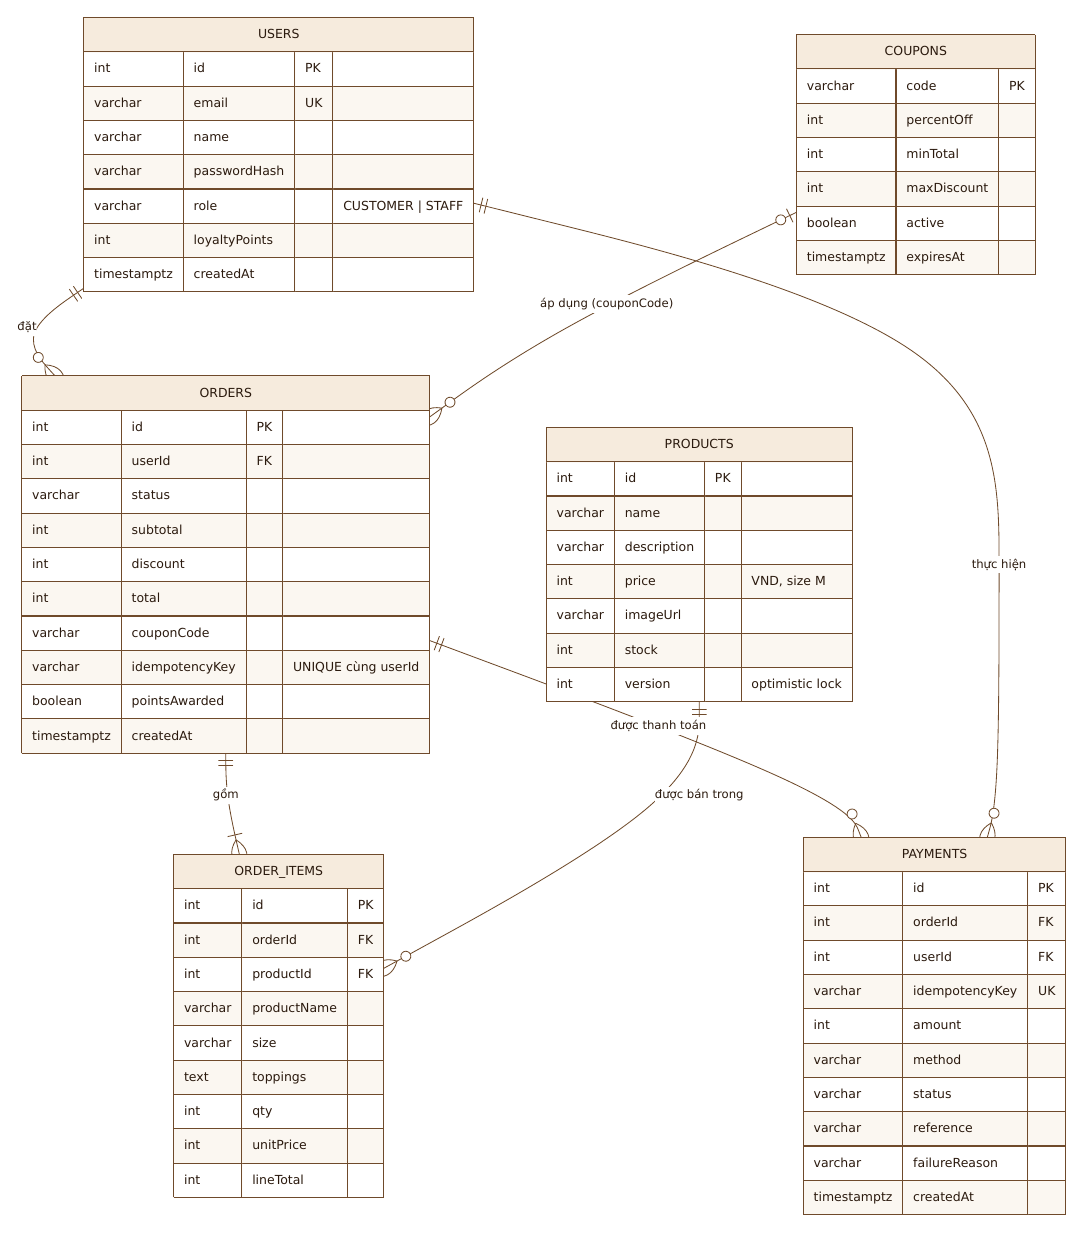 USERS
int id PK
varchar email UK
varchar name
varchar passwordHash
varchar role CUSTOMER | STAFF
int loyaltyPoints
timestamptz createdAt
COUPONS
varchar code PK
int percentOff
int minTotal
int maxDiscount
boolean active
timestamptz expiresAt
áp dụng (couponCode)
đặt
ORDERS
int id PK
int userId FK
varchar status
int subtotal
int discount
int total
varchar couponCode
varchar idempotencyKey UNIQUE cùng userId
boolean pointsAwarded
timestamptz createdAt
PRODUCTS
int id PK
varchar name
varchar description
int price VND, size M
varchar imageUrl
int stock
int version optimistic lock
thực hiện
được thanh toán
gồm
được bán trong
ORDER_ITEMS
int id PK
int orderId FK
int productId FK
varchar productName
varchar size
text toppings
int qty
int unitPrice
int lineTotal
PAYMENTS
int id PK
int orderId FK
int userId FK
varchar idempotencyKey UK
int amount
varchar method
varchar status
varchar reference
varchar failureReason
timestamptz createdAt